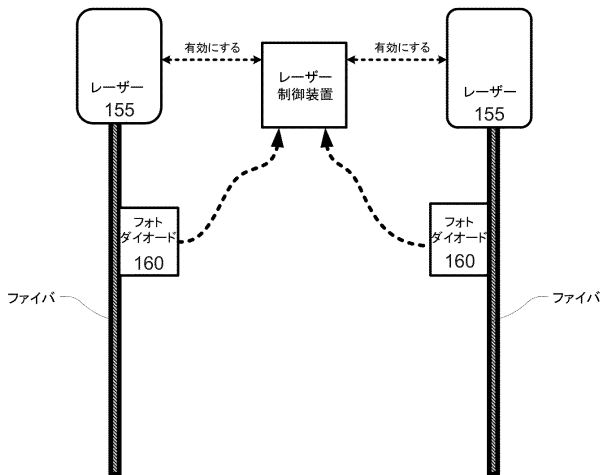 有効にする
有効にする
レーザー
155
レーザー
制御装置
レーザー
155
フォト
ダイオード
160
フォト
ダイオード
160
ファイバ
ファイバ